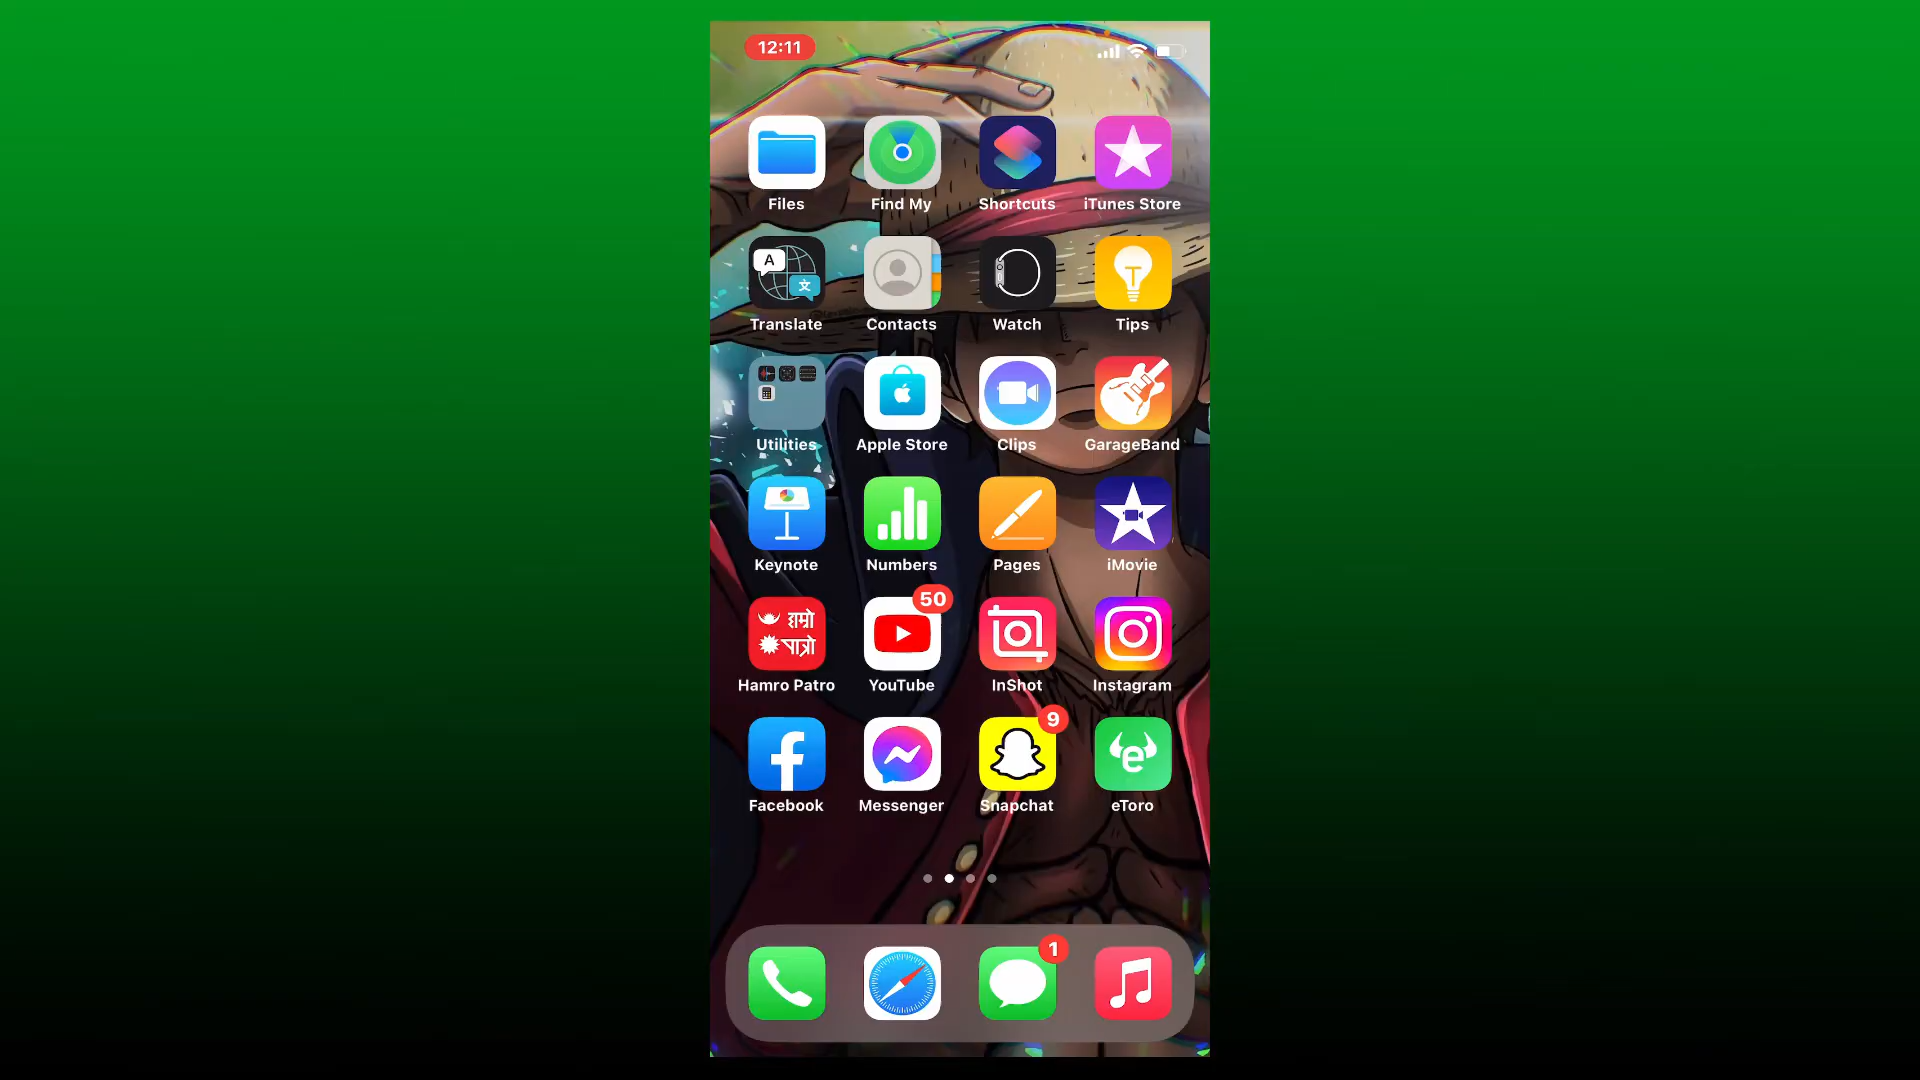 12:11
Files Find My Shortcuts iTunes Store
A
文
Translate Contacts Watch Tips
Utilities Apple Store Clips GarageBand
Keynote Numbers Pages iMovie
50
हाम्रो
पात्रो
Hamro Patro YouTube InShot Instagram
9
e
Facebook Messenger Snapchat eToro
1